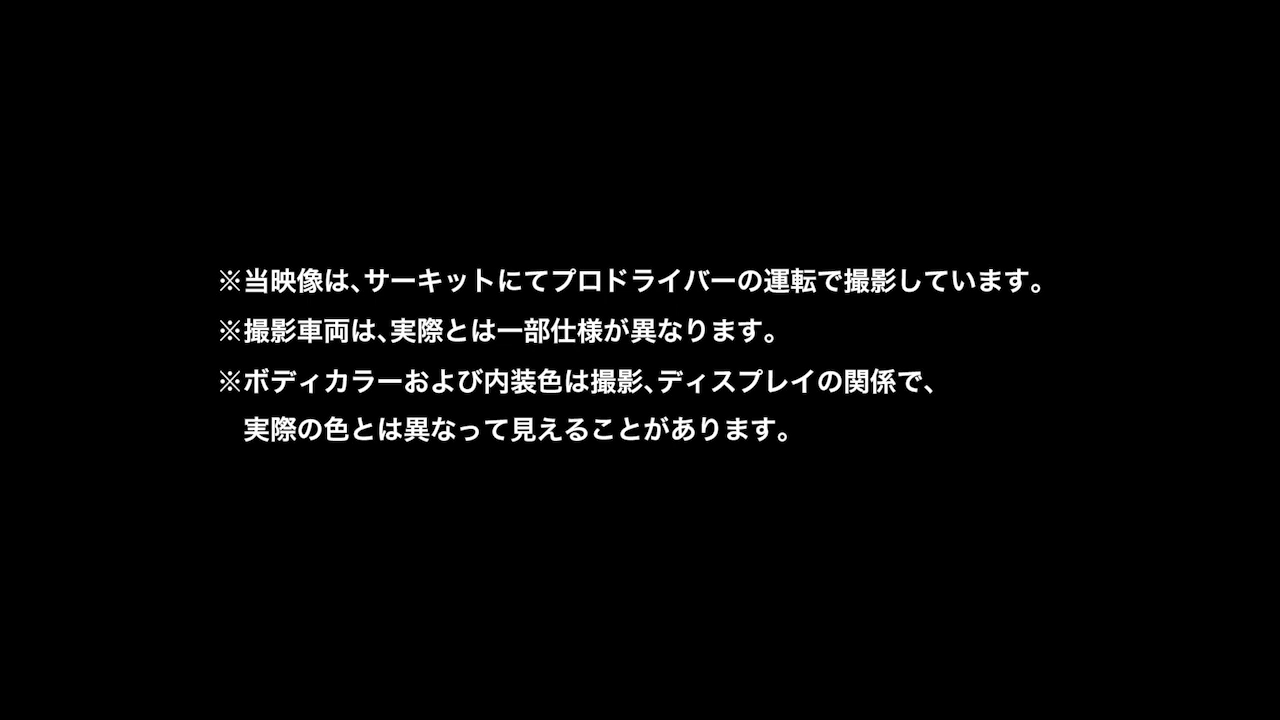 ※当映像は、サーキットにてプロドライバーの運転で撮影しています。
※撮影車両は、実際とは一部仕様が異なります。
※ボディカラーおよび内装色は撮影、ディスプレイの関係で、
実際の色とは異なって見えることがあります。